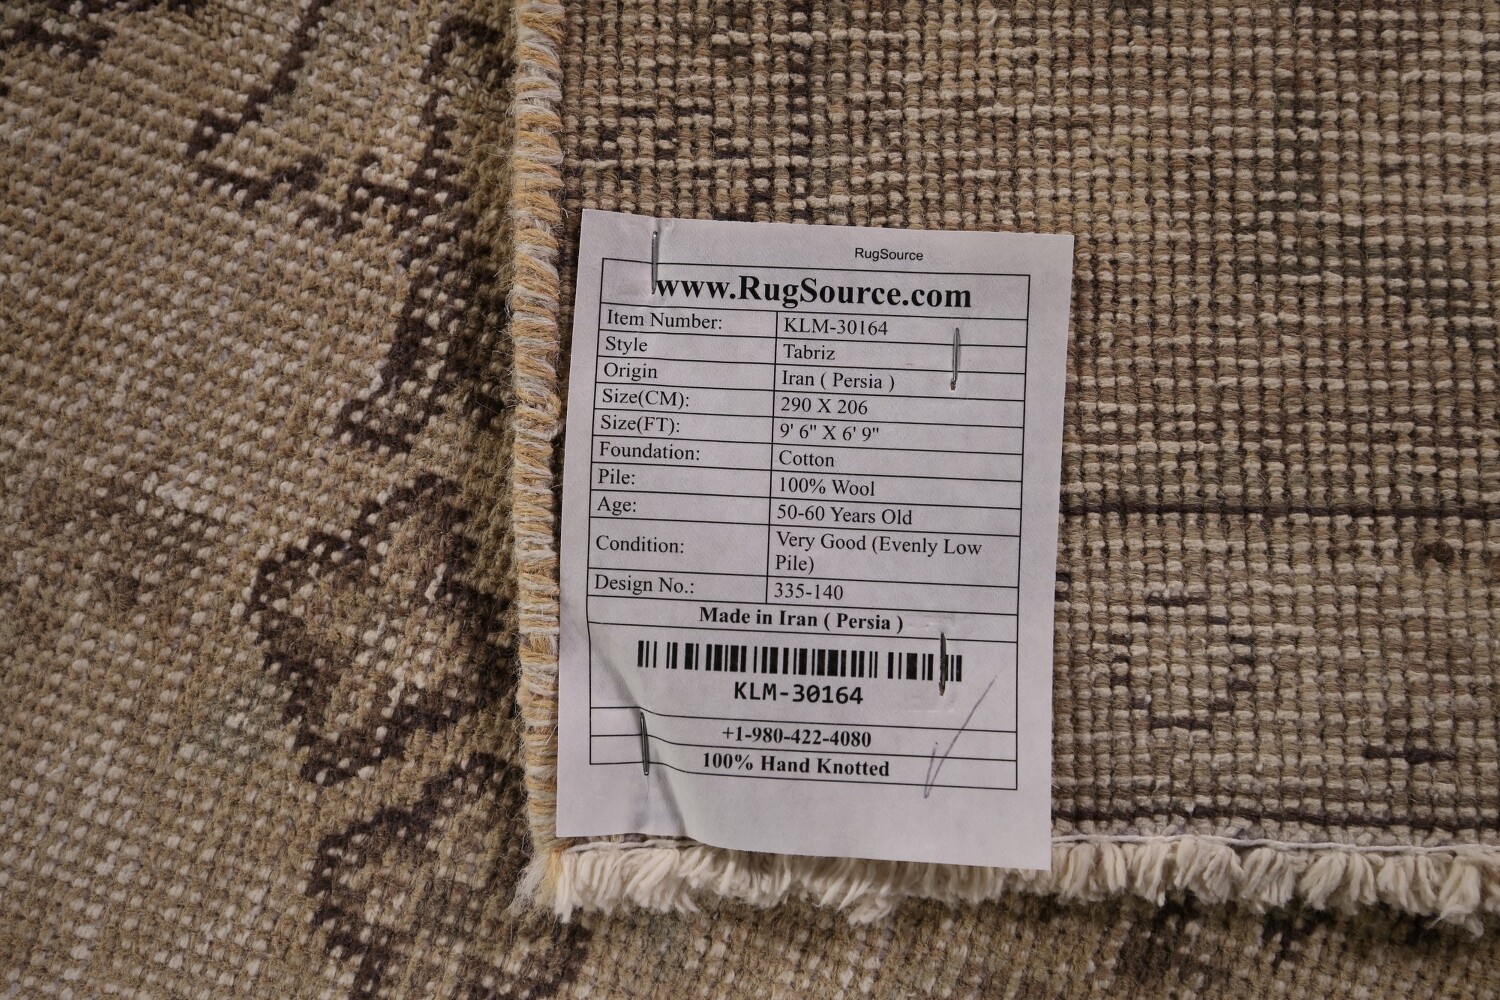 RugSource
www.RugSource.com
Item Number: KLM-30164
Style Tabriz
Origin Iran ( Persia )
Size(CM): 290 X 206
Size(FT): 9' 6" X 6' 9"
Foundation: Cotton
Pile: 100% Wool
Age: 50-60 Years Old
Condition: Very Good (Evenly Low
Pile)
Design No.: 335-140
Made in Iran ( Persia )
KLM-30164
+1-980-422-4080
100% Hand Knotted